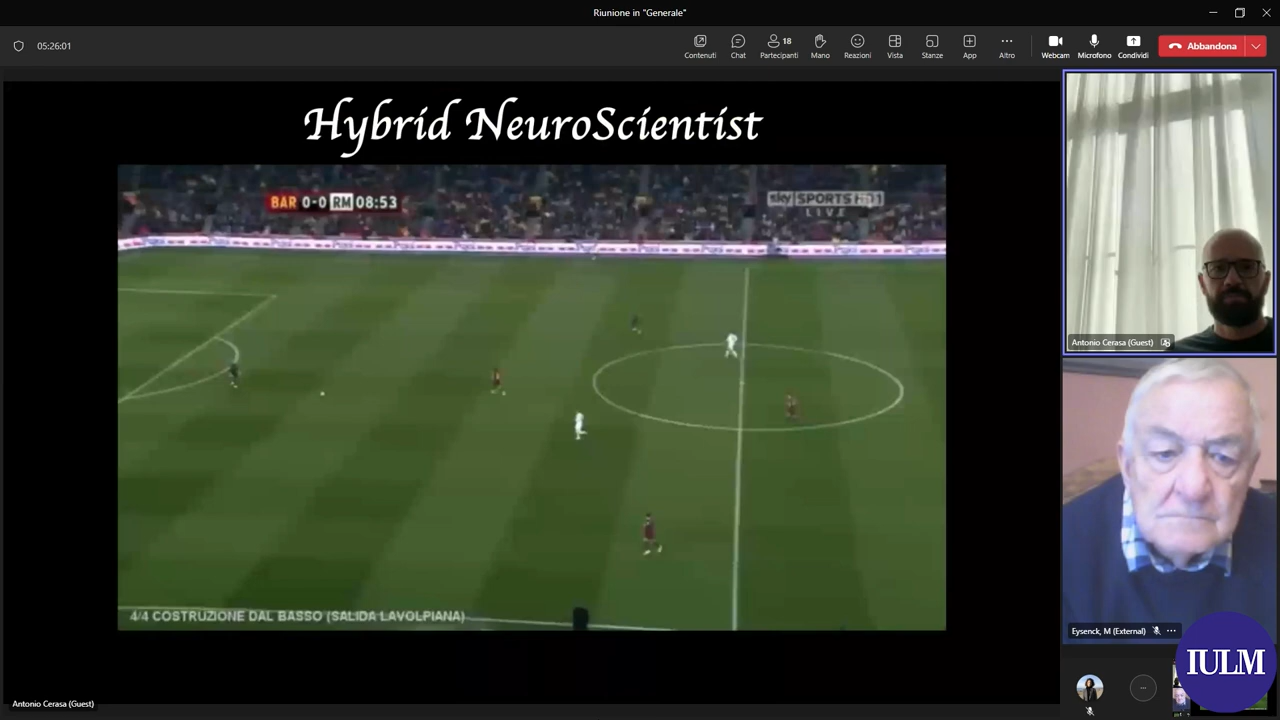 Riunione in "Generale"
05:26:01
Contenuti
Chat
18
Partecipanti
Mano
Reazioni
Vista
Stanze
App
Altro
Webcam
Microfono
Condividi
Abbandona
Hybrid NeuroScientist
BAR 0-0 RM 08:53
sky SPORTS HD1
LIVE
4/4 COSTRUZIONE DAL BASSO (SALIDA LAVOLPIANA)
Antonio Cerasa (Guest)
Eysenck, M (External)
IULM
Antonio Cerasa (Guest)